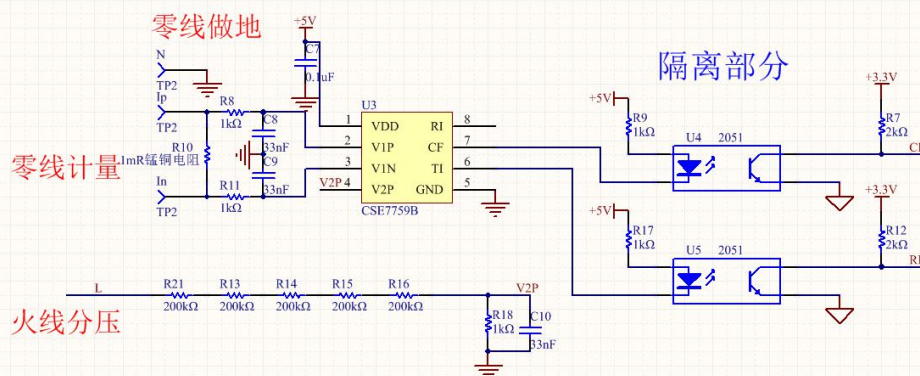 零线做地
+5V
N
TP2
C7
0.1uF
隔离部分
+3.3V
Ip
TP2
R8
1kΩ
C8
33nF
U3
+5V
R9
1kΩ
U4 2051
R7
2kΩ
1 VDD RI 8
2 V1P CF 7
3 V1N TI 6
V2P 4 V2P GND 5
CSE7759B
零线计量
R10
1mR锰铜电阻
C9
33nF
In
TP2
R11
1kΩ
+5V
R17
1kΩ
U5 2051
+3.3V
R12
2kΩ
L
R21 R13 R14 R15 R16
200kΩ 200kΩ 200kΩ 200kΩ 200kΩ
V2P
火线分压
R18
1kΩ
C10
33nF